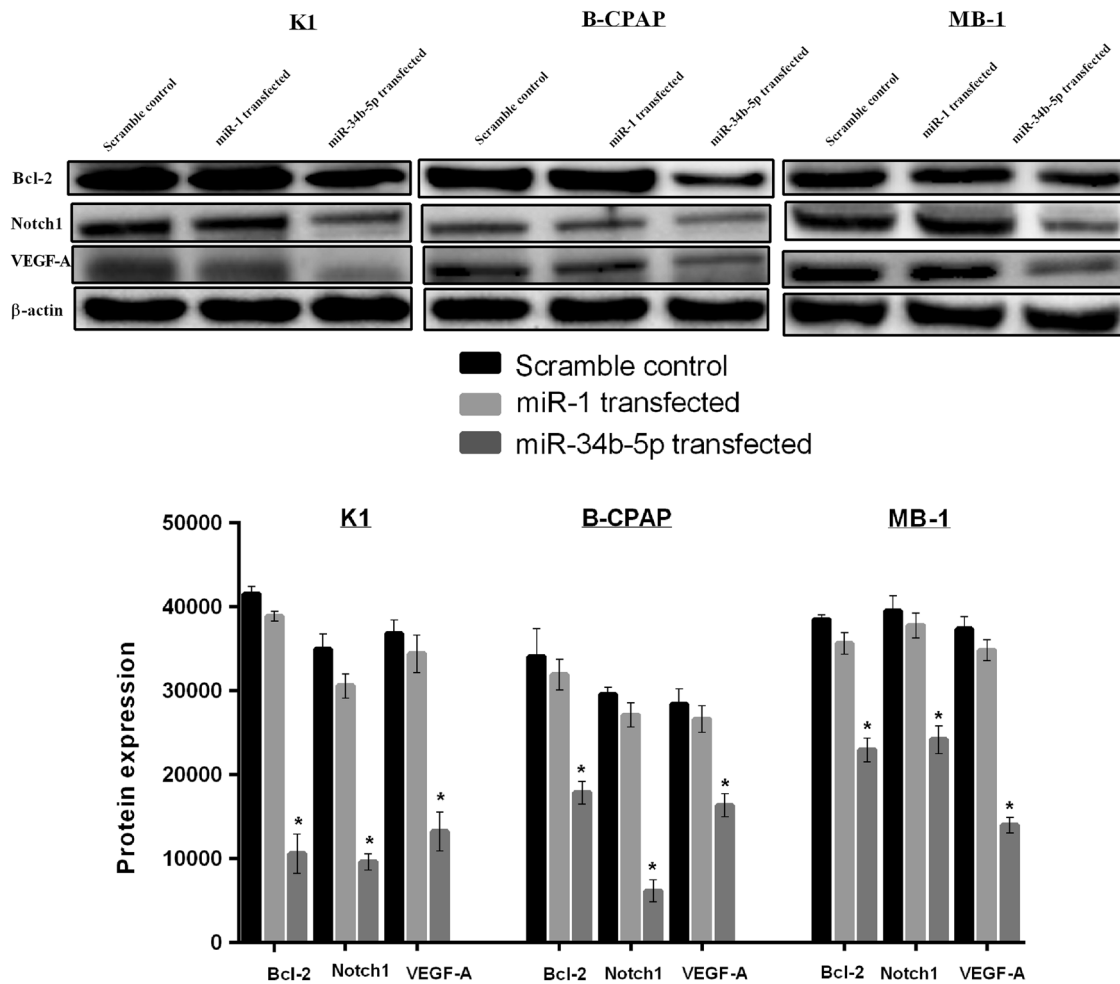 K1 B-CPAP MB-1
Scramble control miR-1 transfected miR-34b-5p transfected Scramble control miR-1 transfected miR-34b-5p transfected Scramble control miR-1 transfected miR-34b-5p transfected
Bcl-2
Notch1
VEGF-A
β-actin
Scramble control
miR-1 transfected
miR-34b-5p transfected
K1 B-CPAP MB-1
Protein expression
50000
40000
30000
20000
10000
0
* * * * * * * * *
Bcl-2 Notch1 VEGF-A Bcl-2 Notch1 VEGF-A Bcl-2 Notch1 VEGF-A